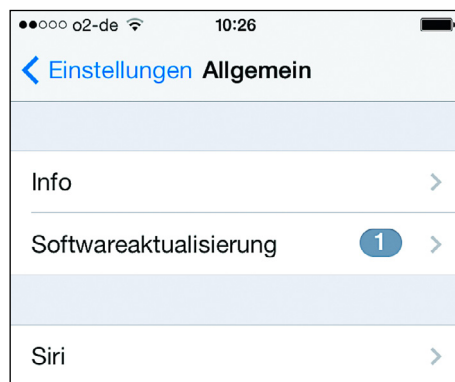 o2-de 10:26
Einstellungen Allgemein
Info
Softwareaktualisierung 1
Siri